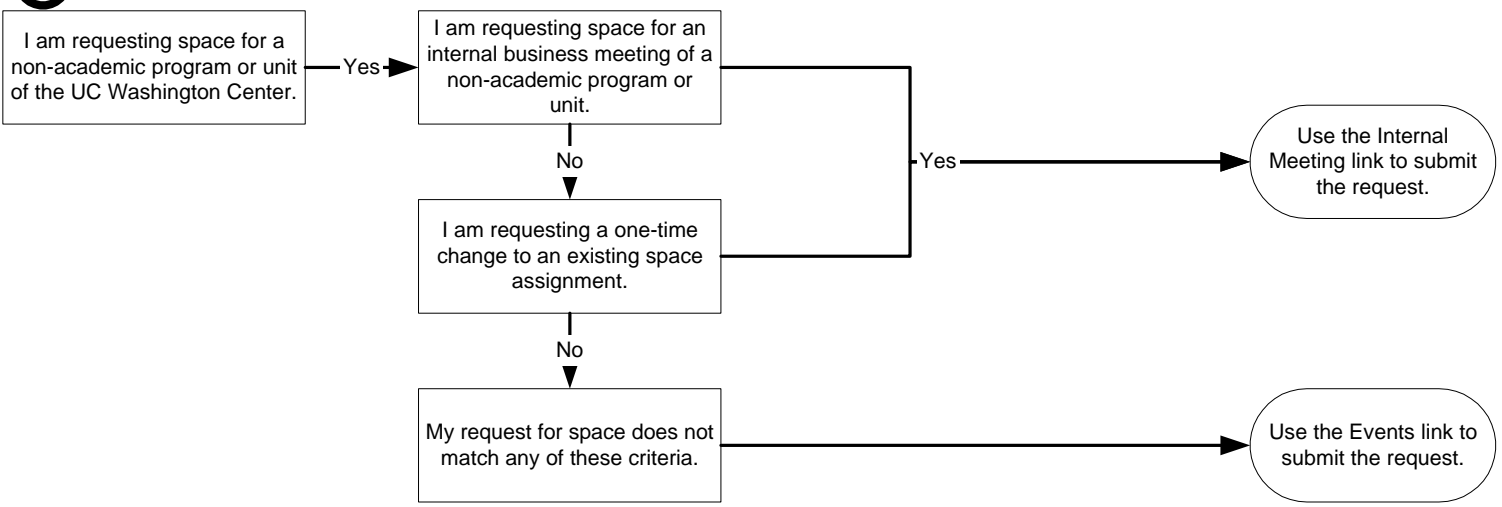 I am requesting space for a
non-academic program or unit
of the UC Washington Center.
Yes
I am requesting space for an
internal business meeting of a
non-academic program or
unit.
No
I am requesting a one-time
change to an existing space
assignment.
Yes
Use the Internal
Meeting link to submit
the request.
No
My request for space does not
match any of these criteria.
Use the Events link to
submit the request.